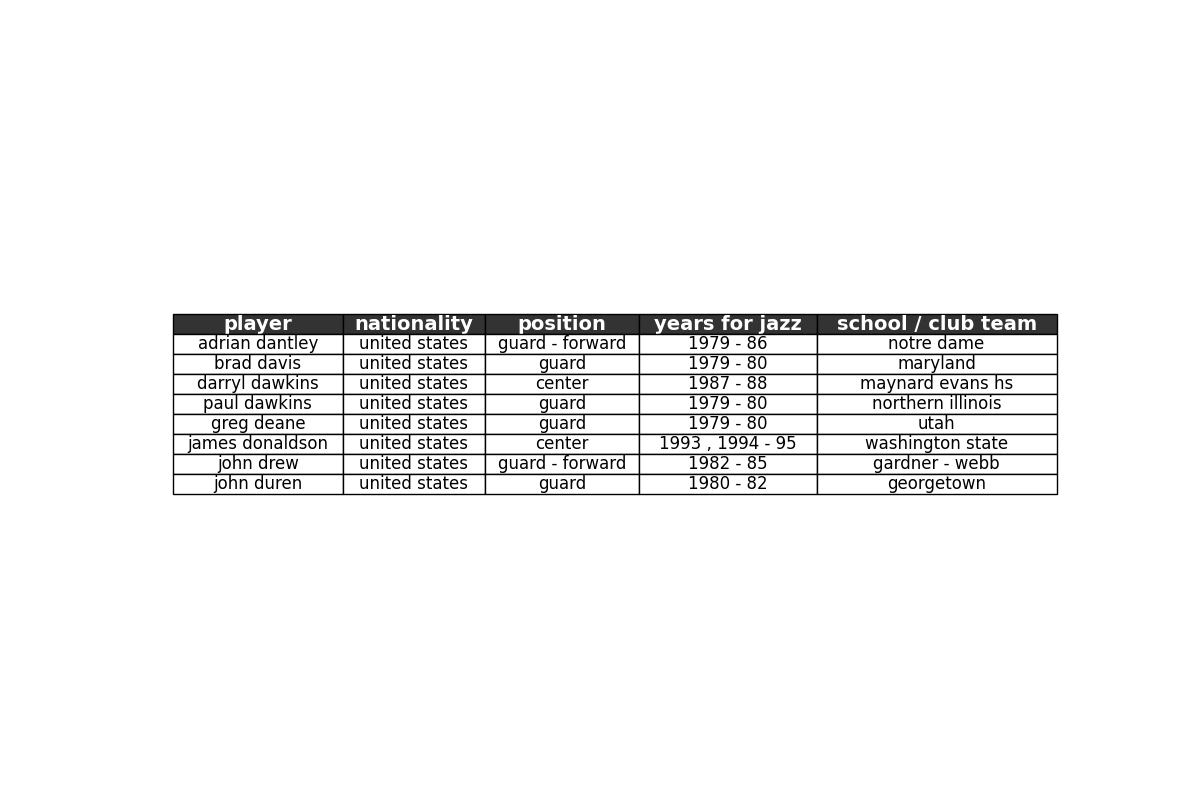 player nationality position years for jazz school / club team
adrian dantley united states guard - forward 1979 - 86 notre dame
brad davis united states guard 1979 - 80 maryland
darryl dawkins united states center 1987 - 88 maynard evans hs
paul dawkins united states guard 1979 - 80 northern illinois
greg deane united states guard 1979 - 80 utah
james donaldson united states center 1993 , 1994 - 95 washington state
john drew united states guard - forward 1982 - 85 gardner - webb
john duren united states guard 1980 - 82 georgetown